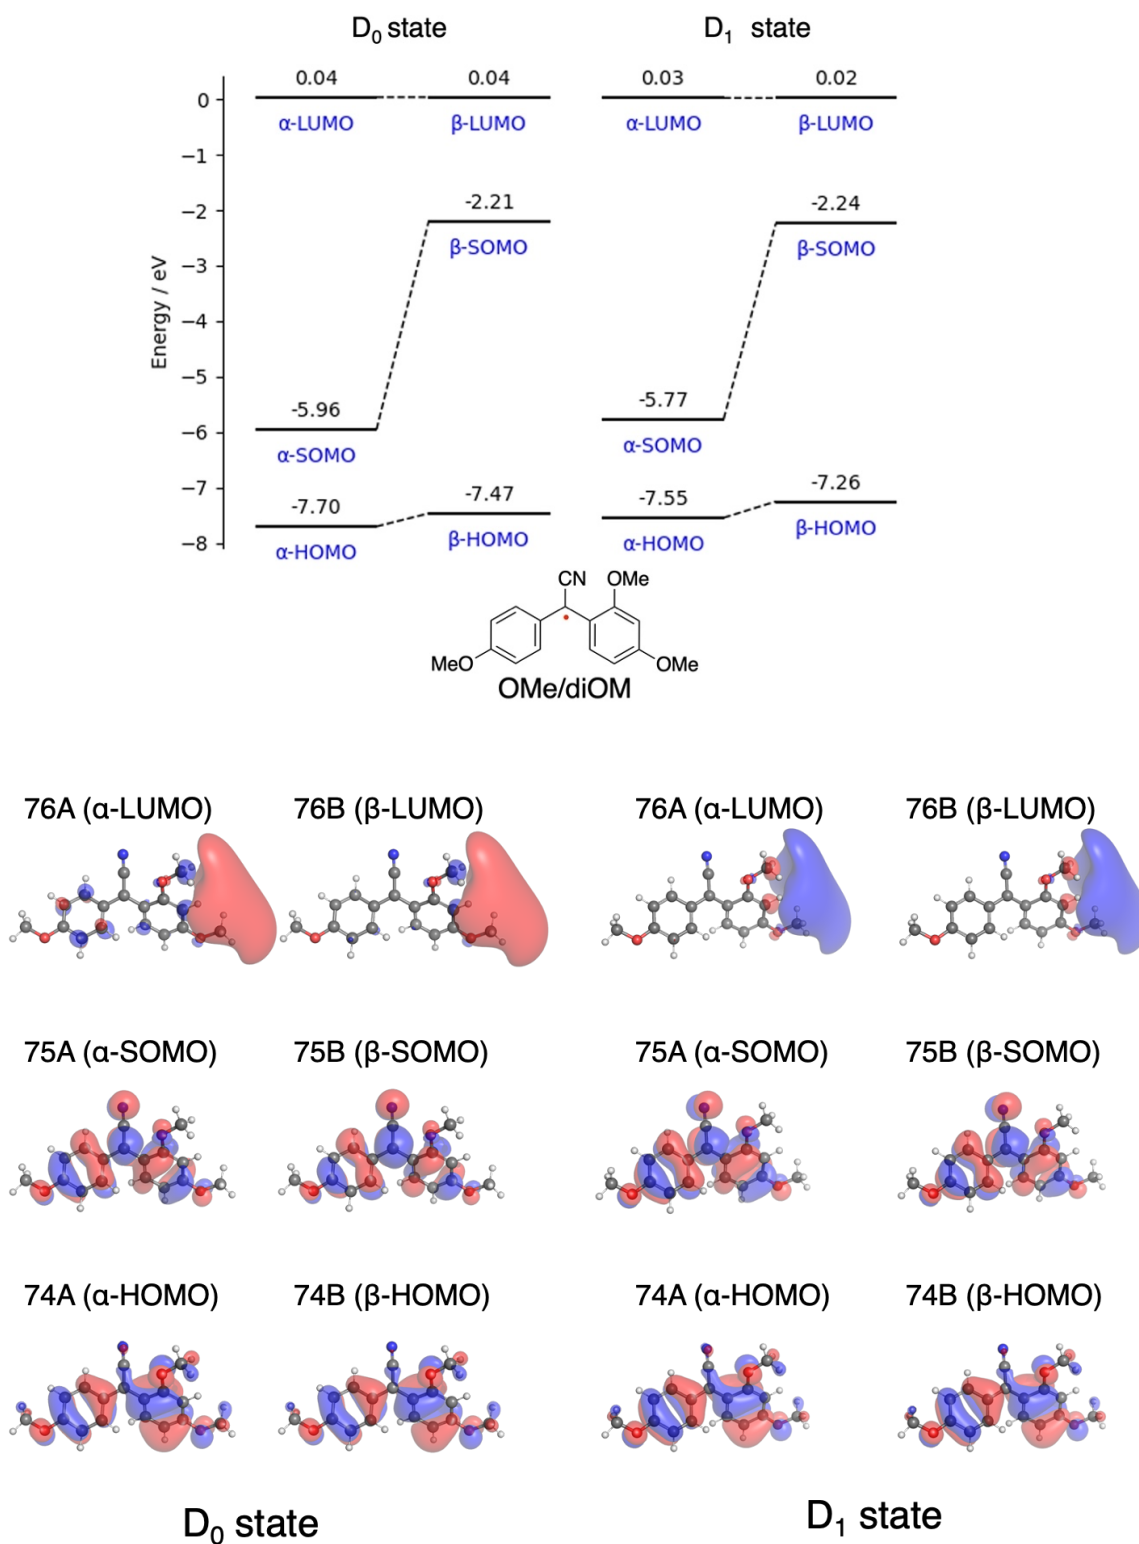 D0 state D1 state
0.04 0.04 0.03 0.02
0
α-LUMO β-LUMO α-LUMO β-LUMO
−1
-2.21 -2.24
−2
β-SOMO β-SOMO
−3
Energy / eV
−4
−5
-5.96 -5.77
−6
α-SOMO α-SOMO
-7.70 -7.47 -7.55 -7.26
−7
−8
α-HOMO β-HOMO α-HOMO β-HOMO
CN OMe
MeO OMe
OMe/diOM
76A (α-LUMO) 76B (β-LUMO) 76A (α-LUMO) 76B (β-LUMO)
75A (α-SOMO) 75B (β-SOMO) 75A (α-SOMO) 75B (β-SOMO)
74A (α-HOMO) 74B (β-HOMO) 74A (α-HOMO) 74B (β-HOMO)
D0 state D1 state